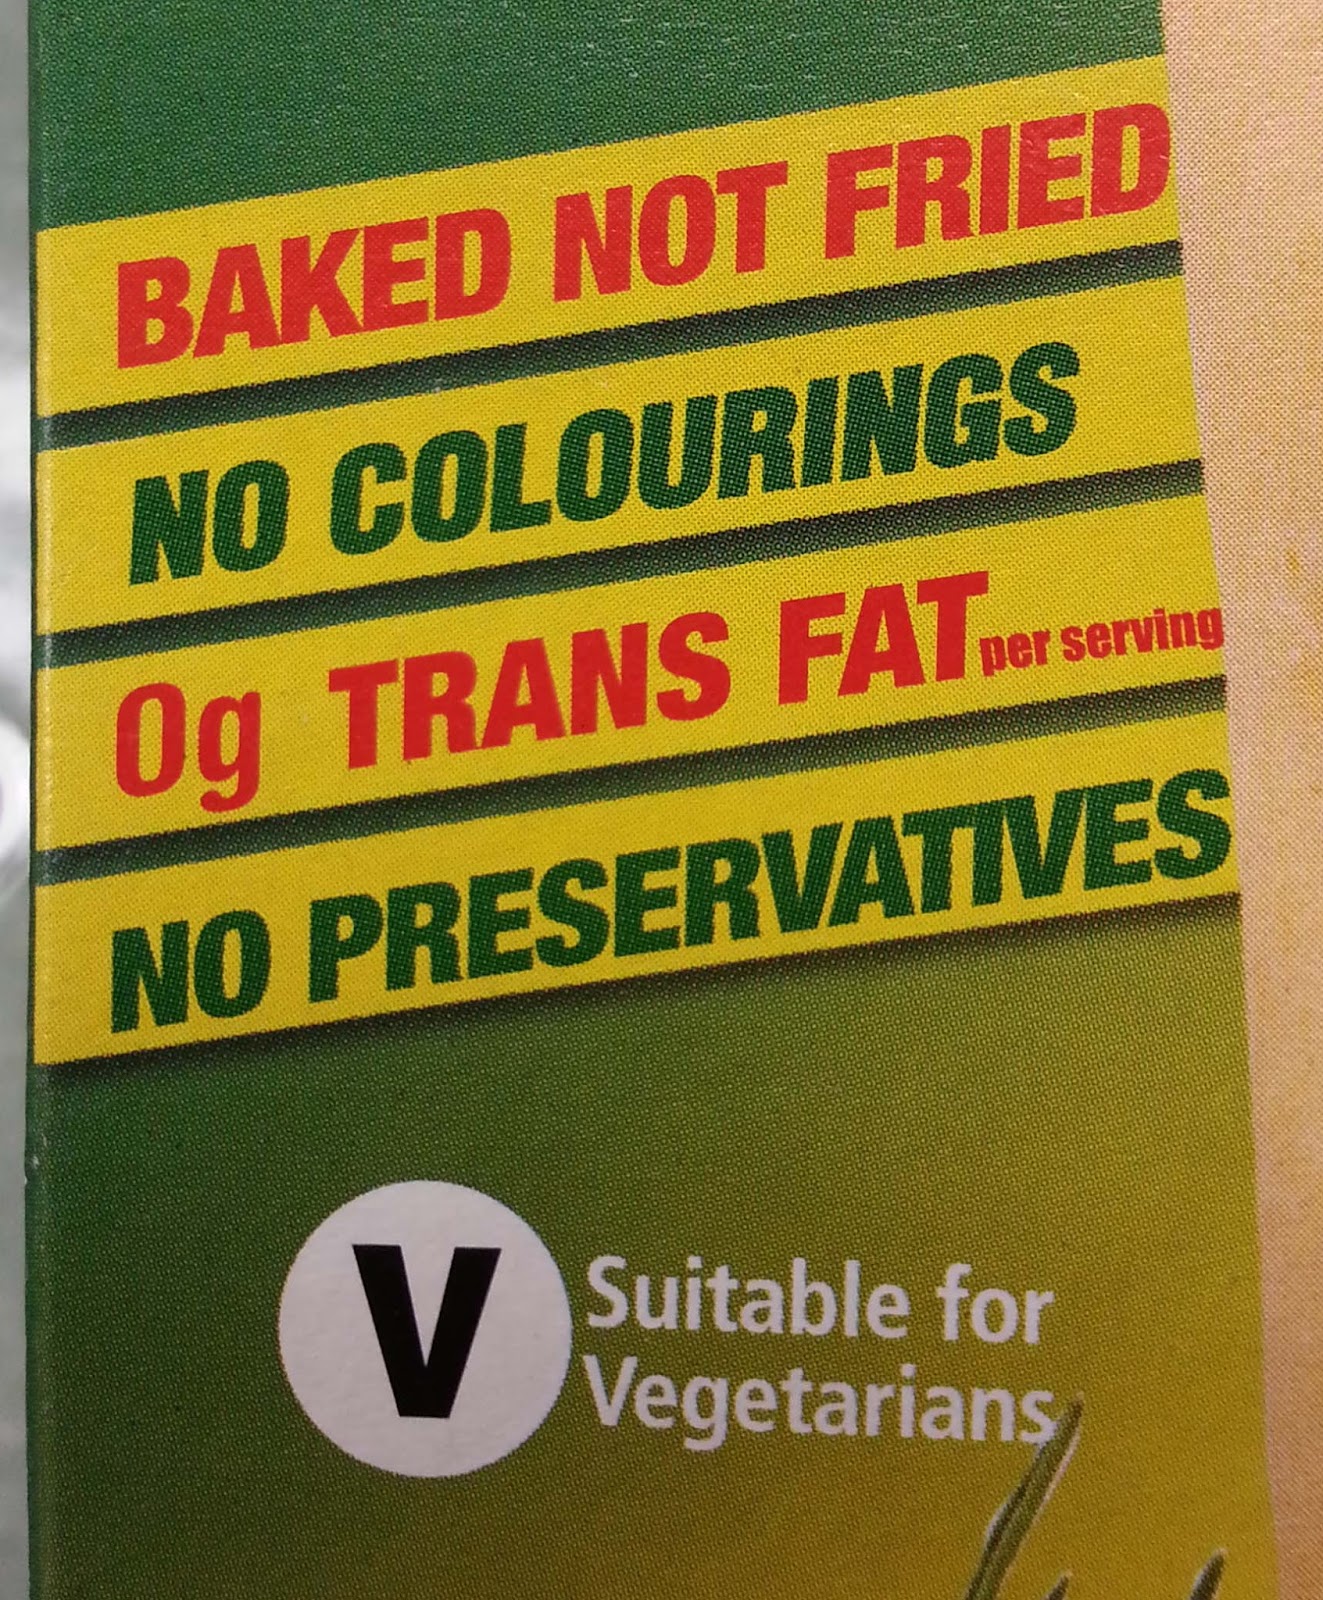 BAKED NOT FRIED
NO COLOURINGS
0g TRANS FAT per serving
NO PRESERVATIVES
V
Suitable for
Vegetarians